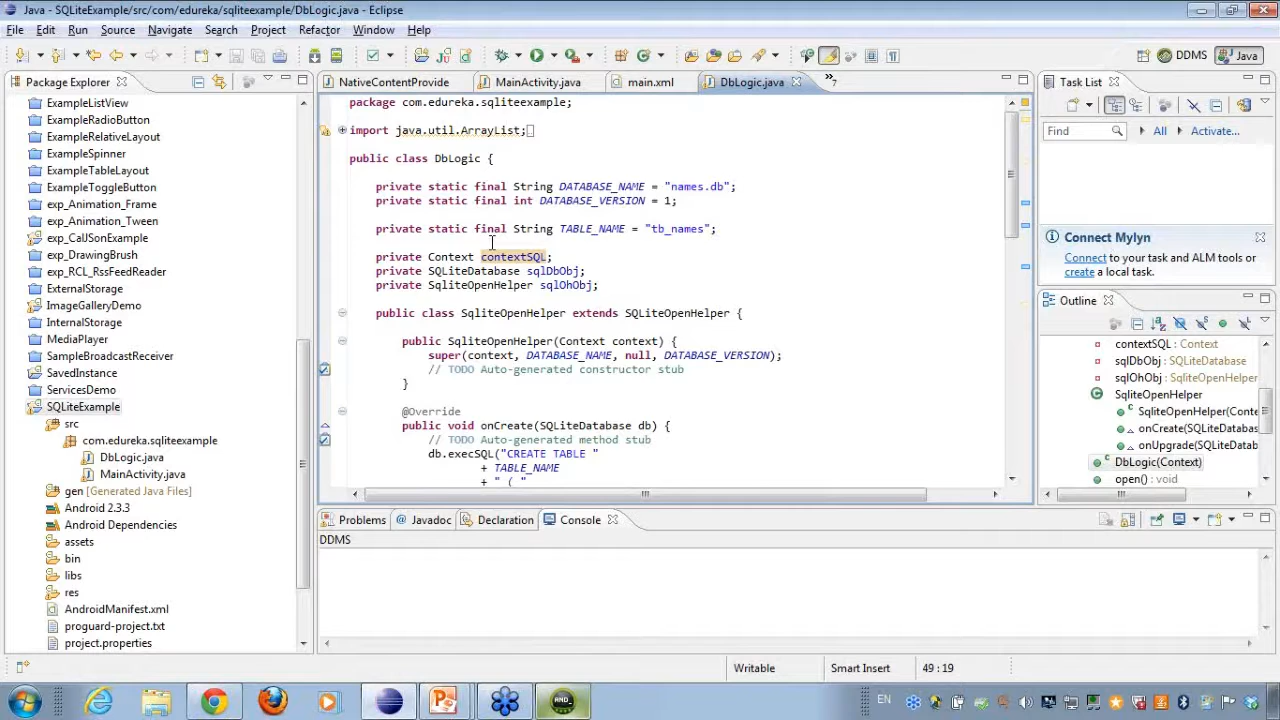 Java - SQLiteExample/src/com/edureka/sqliteexample/DbLogic.java - Eclipse
File Edit Run Source Navigate Search Project Refactor Window Help
DDMS Java
Package Explorer
ExampleListView
ExampleRadioButton
ExampleRelativeLayout
ExampleSpinner
ExampleTableLayout
ExampleToggleButton
exp_Animation_Frame
exp_Animation_Tween
exp_CalJSonExample
exp_DrawingBrush
exp_RCL_RssFeedReader
ExternalStorage
ImageGalleryDemo
InternalStorage
MediaPlayer
SampleBroadcastReceiver
SavedInstance
ServicesDemo
SQLiteExample
src
com.edureka.sqliteexample
DbLogic.java
MainActivity.java
gen [Generated Java Files]
Android 2.3.3
Android Dependencies
assets
bin
libs
res
AndroidManifest.xml
proguard-project.txt
project.properties
NativeContentProvide MainActivity.java main.xml DbLogic.java »7
package com.edureka.sqliteexample;
import java.util.ArrayList;
public class DbLogic {
private static final String DATABASE_NAME = "names.db";
private static final int DATABASE_VERSION = 1;
private static final String TABLE_NAME = "tb_names";
private Context contextSQL;
private SQLiteDatabase sqlDbObj;
private SqliteOpenHelper sqlOhObj;
public class SqliteOpenHelper extends SQLiteOpenHelper {
public SqliteOpenHelper(Context context) {
super(context, DATABASE_NAME, null, DATABASE_VERSION);
// TODO Auto-generated constructor stub
}
@Override
public void onCreate(SQLiteDatabase db) {
// TODO Auto-generated method stub
db.execSQL("CREATE TABLE "
+ TABLE_NAME
+ " ( "
Task List
Find All Activate...
Connect Mylyn
Connect to your task and ALM tools or
create a local task.
Outline
contextSQL : Context
sqlDbObj : SQLiteDatabase
sqlOhObj : SqliteOpenHelper
SqliteOpenHelper
SqliteOpenHelper(Conte
onCreate(SQLiteDatabas
onUpgrade(SQLiteDatab
DbLogic(Context)
open() : void
Problems @ Javadoc Declaration Console
DDMS
Writable Smart Insert 49 : 19
EN